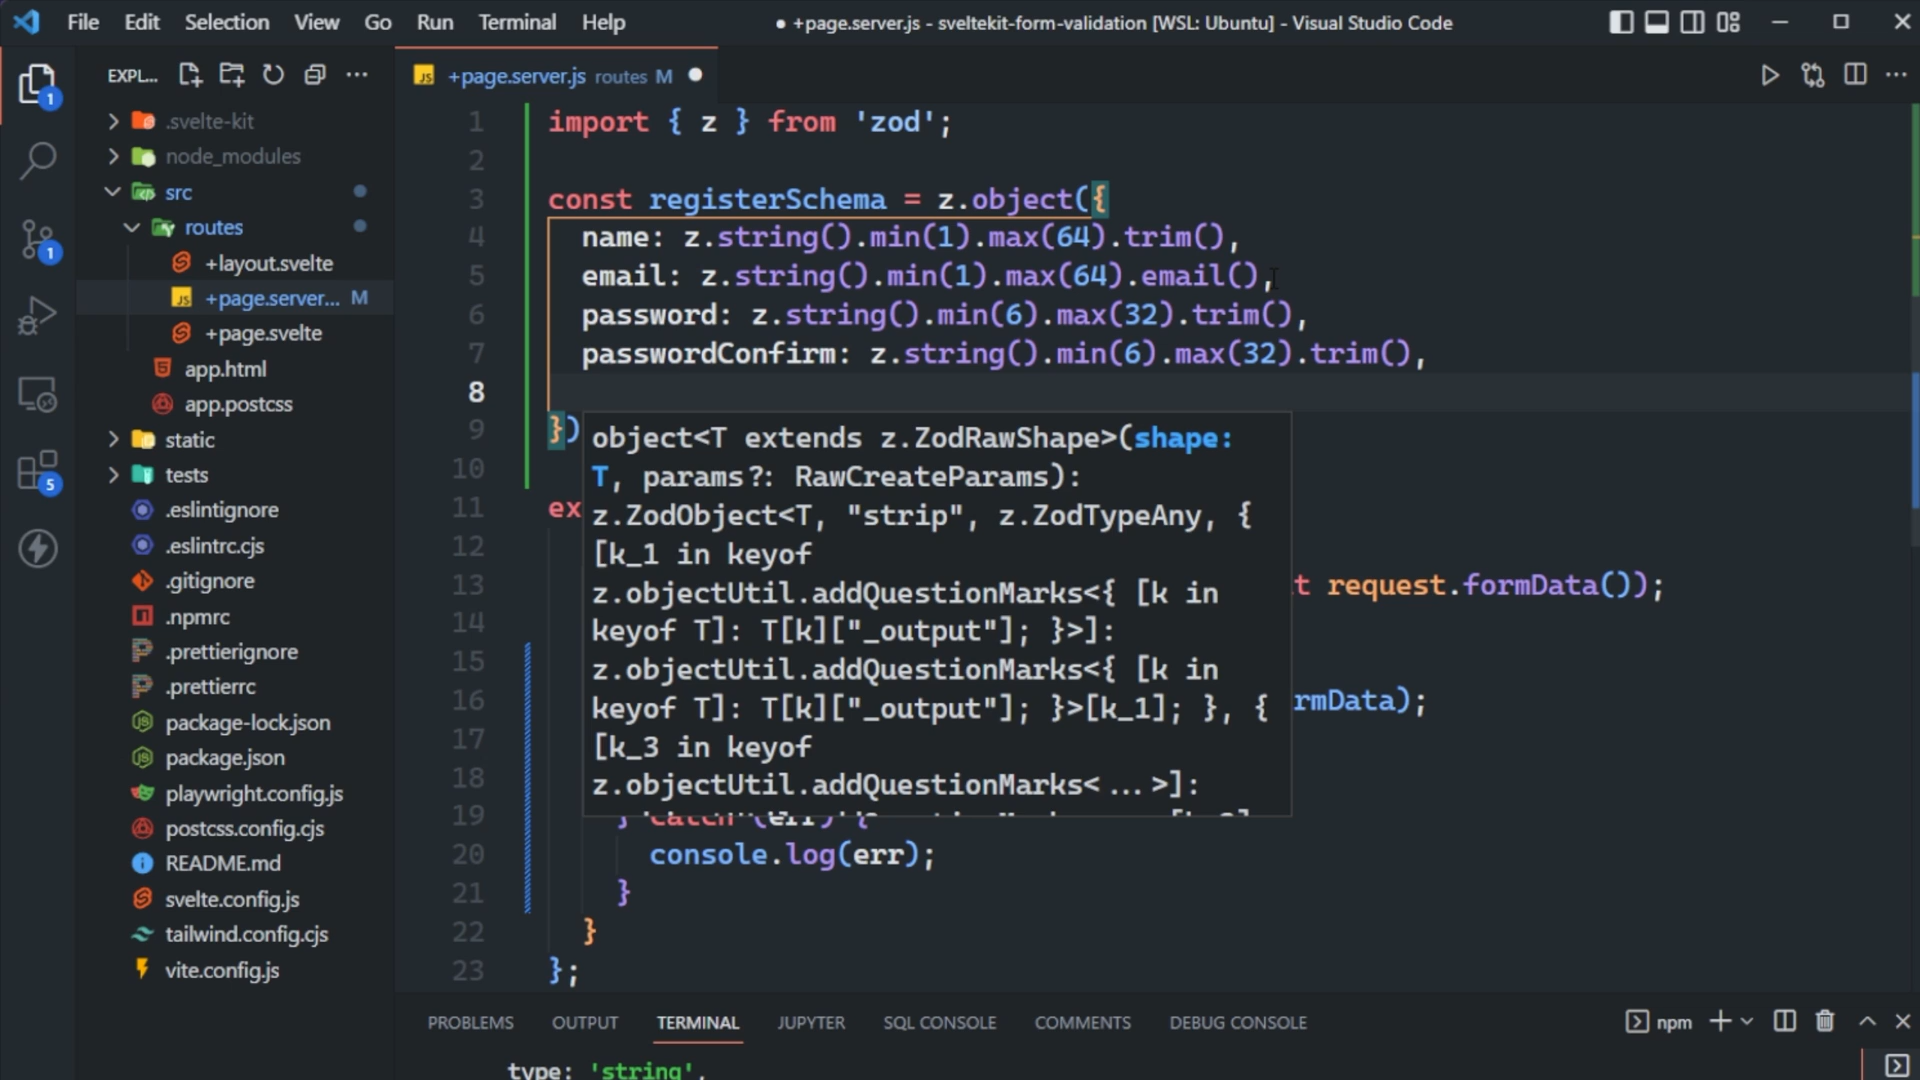 File Edit Selection View Go Run Terminal Help
● +page.server.js - sveltekit-form-validation [WSL: Ubuntu] - Visual Studio Code
EXPL...
+page.server.js routes M
.svelte-kit
node_modules
src
routes
+layout.svelte
+page.server... M
+page.svelte
app.html
app.postcss
static
tests
.eslintignore
.eslintrc.cjs
.gitignore
.npmrc
.prettierignore
.prettierrc
package-lock.json
package.json
playwright.config.js
postcss.config.cjs
README.md
svelte.config.js
tailwind.config.cjs
vite.config.js
1
1
5
1 import { z } from 'zod';
2
3 const registerSchema = z.object({
4 name: z.string().min(1).max(64).trim(),
5 email: z.string().min(1).max(64).email(),
6 password: z.string().min(6).max(32).trim(),
7 passwordConfirm: z.string().min(6).max(32).trim(),
8
9 })
10
11 ex
12
13 t request.formData());
14
15
16 rmData);
17
18
19 } catch (err) {
20 console.log(err);
21 }
22 }
23 };
object<T extends z.ZodRawShape>(shape:
T, params?: RawCreateParams):
z.ZodObject<T, "strip", z.ZodTypeAny, {
[k_1 in keyof
z.objectUtil.addQuestionMarks<{ [k in
keyof T]: T[k]["_output"]; }>]:
z.objectUtil.addQuestionMarks<{ [k in
keyof T]: T[k]["_output"]; }>[k_1]; }, {
[k_3 in keyof
z.objectUtil.addQuestionMarks<...>]:
PROBLEMS OUTPUT TERMINAL JUPYTER SQL CONSOLE COMMENTS DEBUG CONSOLE
npm
type: 'string',